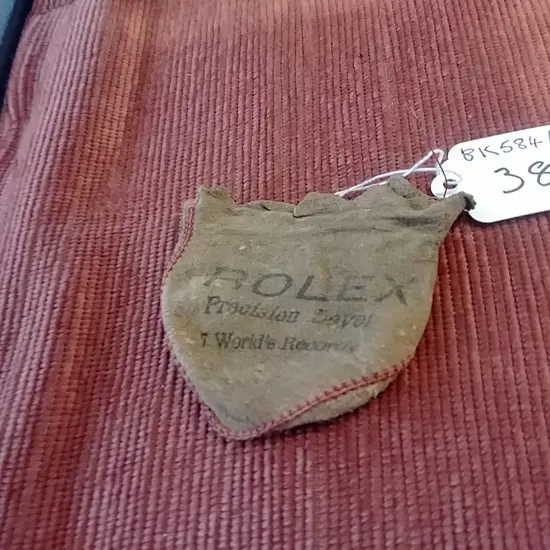 ROLEX
Precision Lever
7 World's Records
BK584
38